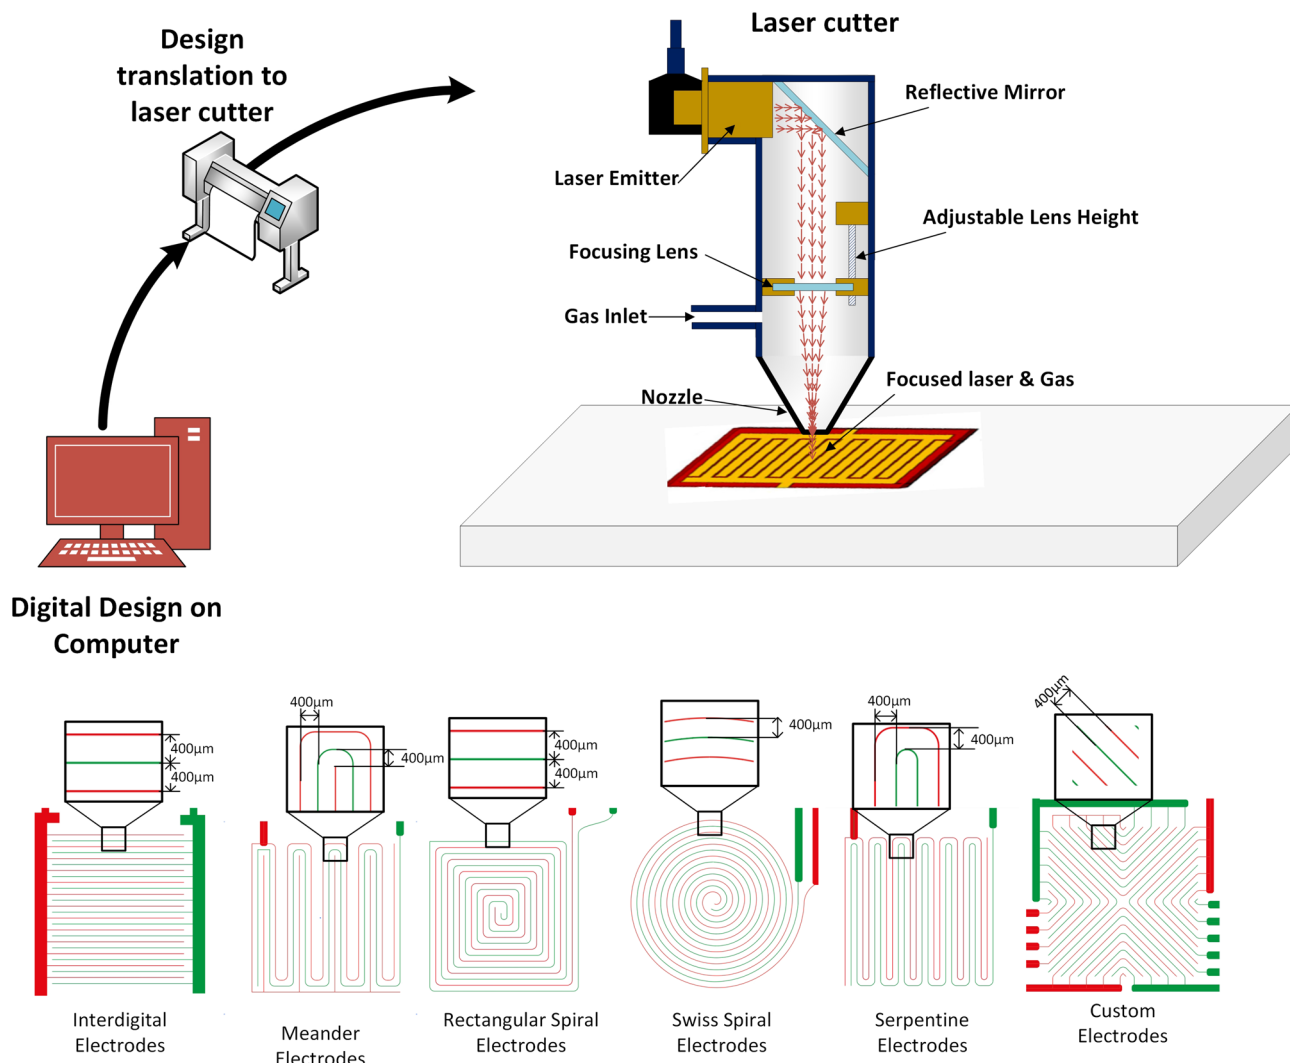 Design
translation to
laser cutter
Laser cutter
Reflective Mirror
Laser Emitter
Adjustable Lens Height
Focusing Lens
Gas Inlet
Focused laser & Gas
Nozzle
Digital Design on
Computer
400µm
400µm
400µm
400µm
400µm
400µm
400µm
400µm
400µm
400µm
Interdigital
Electrodes
Meander
Electrodes
Rectangular Spiral
Electrodes
Swiss Spiral
Electrodes
Serpentine
Electrodes
Custom
Electrodes